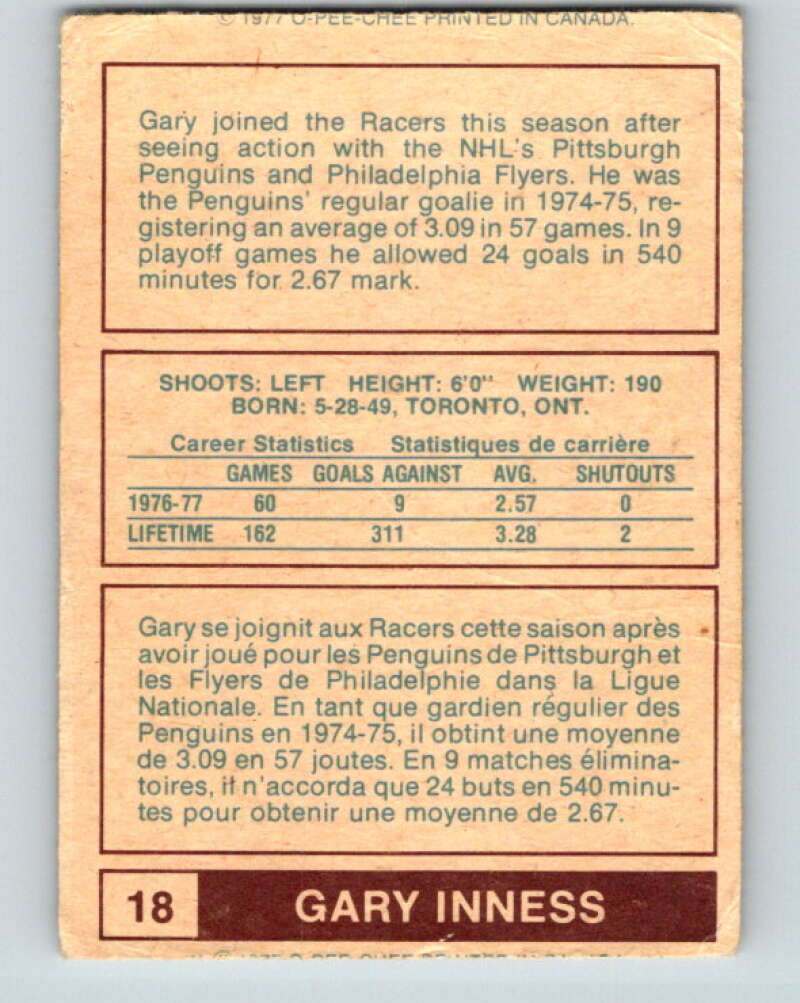 © 1977 O-PEE-CHEE PRINTED IN CANADA.
Gary joined the Racers this season after
seeing action with the NHL's Pittsburgh
Penguins and Philadelphia Flyers. He was
the Penguins' regular goalie in 1974-75, re-
gistering an average of 3.09 in 57 games. In 9
playoff games he allowed 24 goals in 540
minutes for 2.67 mark.
SHOOTS: LEFT HEIGHT: 6'0" WEIGHT: 190
BORN: 5-28-49, TORONTO, ONT.
Career Statistics Statistiques de carrière
GAMES GOALS AGAINST AVG. SHUTOUTS
1976-77 60 9 2.57 0
LIFETIME 162 311 3.28 2
Gary se joignit aux Racers cette saison après
avoir joué pour les Penguins de Pittsburgh et
les Flyers de Philadelphie dans la Ligue
Nationale. En tant que gardien régulier des
Penguins en 1974-75, il obtint une moyenne
de 3.09 en 57 joutes. En 9 matches élimina-
toires, il n'accorda que 24 buts en 540 minu-
tes pour obtenir une moyenne de 2.67.
18 GARY INNESS